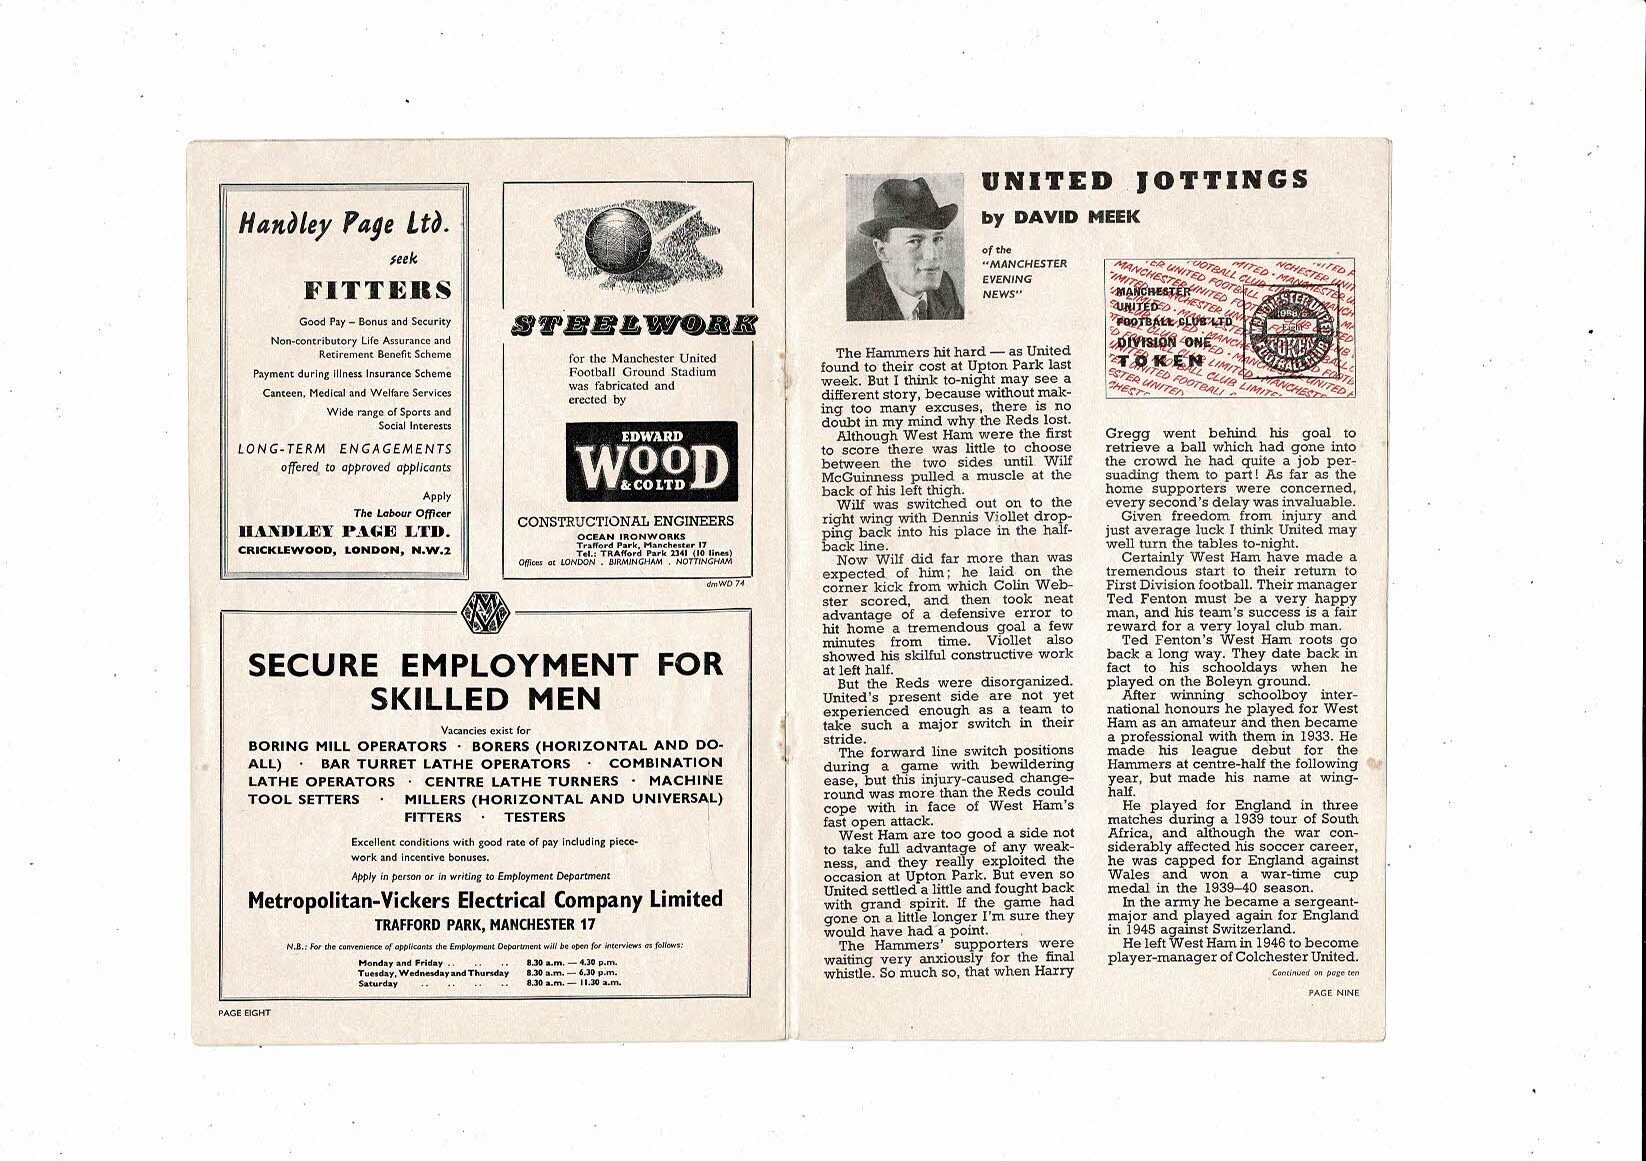 Handley Page Ltd.
seek
FITTERS
Good Pay – Bonus and Security
Non-contributory Life Assurance and
Retirement Benefit Scheme
Payment during illness Insurance Scheme
Canteen, Medical and Welfare Services
Wide range of Sports and
Social Interests
LONG-TERM ENGAGEMENTS
offered to approved applicants
Apply
The Labour Officer
HANDLEY PAGE LTD.
CRICKLEWOOD, LONDON, N.W.2
STEELWORK
for the Manchester United
Football Ground Stadium
was fabricated and
erected by
EDWARD
WOOD
& CO LTD
CONSTRUCTIONAL ENGINEERS
OCEAN IRONWORKS
Trafford Park, Manchester 17
Tel.: TRAfford Park 2341 (10 lines)
Offices at LONDON . BIRMINGHAM . NOTTINGHAM
dmWD 74
SECURE EMPLOYMENT FOR
SKILLED MEN
Vacancies exist for
BORING MILL OPERATORS · BORERS (HORIZONTAL AND DO-
ALL) · BAR TURRET LATHE OPERATORS · COMBINATION
LATHE OPERATORS · CENTRE LATHE TURNERS · MACHINE
TOOL SETTERS · MILLERS (HORIZONTAL AND UNIVERSAL)
FITTERS · TESTERS
Excellent conditions with good rate of pay including piece-
work and incentive bonuses.
Apply in person or in writing to Employment Department
Metropolitan-Vickers Electrical Company Limited
TRAFFORD PARK, MANCHESTER 17
N.B.: For the convenience of applicants the Employment Department will be open for interviews as follows:
Monday and Friday .. .. .. 8.30 a.m. — 4.30 p.m.
Tuesday, Wednesday and Thursday 8.30 a.m. — 6.30 p.m.
Saturday .. .. .. .. 8.30 a.m. — 11.30 a.m.
PAGE EIGHT
UNITED JOTTINGS
by DAVID MEEK
of the
"MANCHESTER
EVENING
NEWS"
The Hammers hit hard — as United
found to their cost at Upton Park last
week. But I think to-night may see a
different story, because without mak-
ing too many excuses, there is no
doubt in my mind why the Reds lost.
Although West Ham were the first
to score there was little to choose
between the two sides until Wilf
McGuinness pulled a muscle at the
back of his left thigh.
Wilf was switched out on to the
right wing with Dennis Viollet drop-
ping back into his place in the half-
back line.
Now Wilf did far more than was
expected of him; he laid on the
corner kick from which Colin Web-
ster scored, and then took neat
advantage of a defensive error to
hit home a tremendous goal a few
minutes from time. Viollet also
showed his skilful constructive work
at left half.
But the Reds were disorganized.
United's present side are not yet
experienced enough as a team to
take such a major switch in their
stride.
The forward line switch positions
during a game with bewildering
ease, but this injury-caused change-
round was more than the Reds could
cope with in face of West Ham's
fast open attack.
West Ham are too good a side not
to take full advantage of any weak-
ness, and they really exploited the
occasion at Upton Park. But even so
United settled a little and fought back
with grand spirit. If the game had
gone on a little longer I'm sure they
would have had a point.
The Hammers' supporters were
waiting very anxiously for the final
whistle. So much so, that when Harry
MANCHESTER
UNITED
FOOTBALL CLUB LTD
DIVISION ONE
TOKEN
Gregg went behind his goal to
retrieve a ball which had gone into
the crowd he had quite a job per-
suading them to part! As far as the
home supporters were concerned,
every second's delay was invaluable.
Given freedom from injury and
just average luck I think United may
well turn the tables to-night.
Certainly West Ham have made a
tremendous start to their return to
First Division football. Their manager
Ted Fenton must be a very happy
man, and his team's success is a fair
reward for a very loyal club man.
Ted Fenton's West Ham roots go
back a long way. They date back in
fact to his schooldays when he
played on the Boleyn ground.
After winning schoolboy inter-
national honours he played for West
Ham as an amateur and then became
a professional with them in 1933. He
made his league debut for the
Hammers at centre-half the following
year, but made his name at wing-
half.
He played for England in three
matches during a 1939 tour of South
Africa, and although the war con-
siderably affected his soccer career,
he was capped for England against
Wales and won a war-time cup
medal in the 1939–40 season.
In the army he became a sergeant-
major and played again for England
in 1945 against Switzerland.
He left West Ham in 1946 to become
player-manager of Colchester United.
Continued on page ten
PAGE NINE